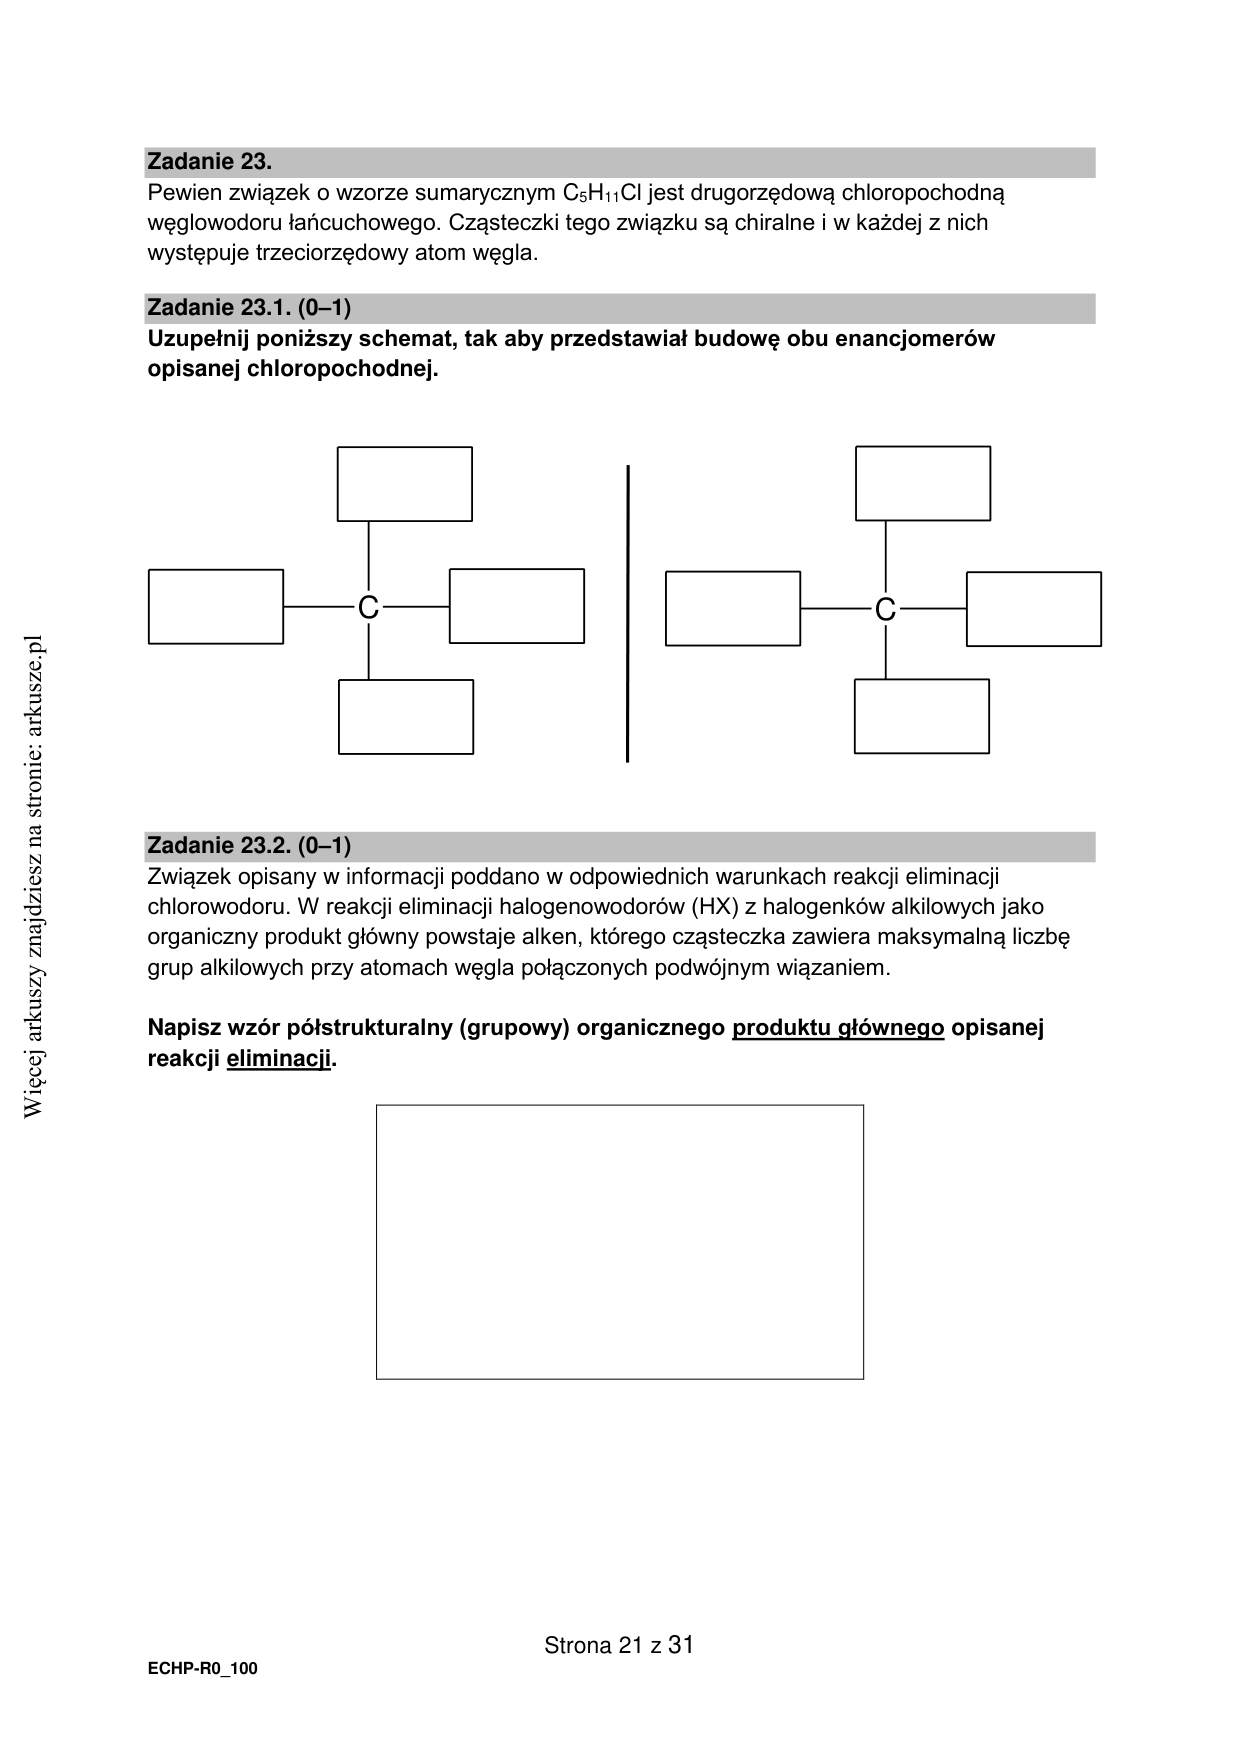 Zadanie 23.
Pewien związek o wzorze sumarycznym C₅H₁₁Cl jest drugorzędową chloropochodną
węglowodoru łańcuchowego. Cząsteczki tego związku są chiralne i w każdej z nich
występuje trzeciorzędowy atom węgla.
Zadanie 23.1. (0–1)
Uzupełnij poniższy schemat, tak aby przedstawiał budowę obu enancjomerów
opisanej chloropochodnej.
C
C
Zadanie 23.2. (0–1)
Związek opisany w informacji poddano w odpowiednich warunkach reakcji eliminacji
chlorowodoru. W reakcji eliminacji halogenowodorów (HX) z halogenków alkilowych jako
organiczny produkt główny powstaje alken, którego cząsteczka zawiera maksymalną liczbę
grup alkilowych przy atomach węgla połączonych podwójnym wiązaniem.
Napisz wzór półstrukturalny (grupowy) organicznego produktu głównego opisanej
reakcji eliminacji.
Strona 21 z 31
ECHP-R0_100
Więcej arkuszy znajdziesz na stronie: arkusze.pl